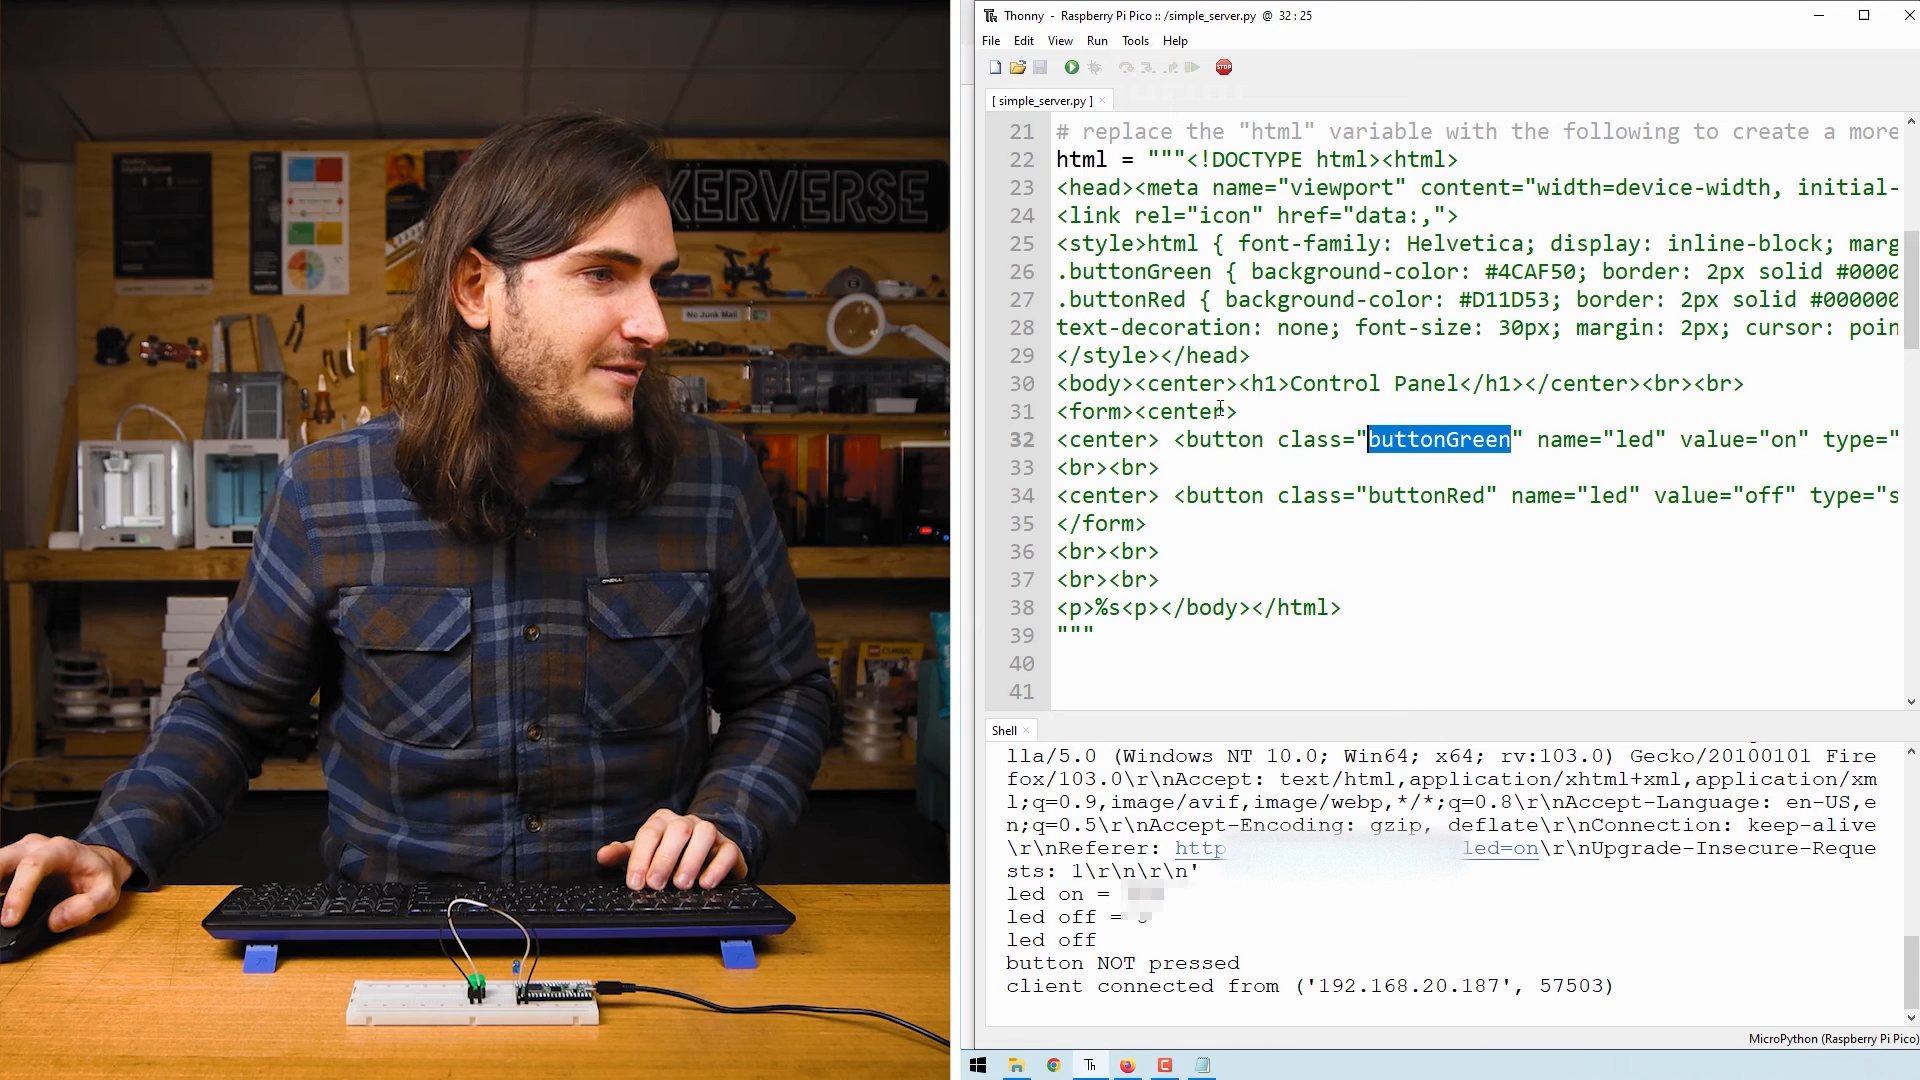 KERVERSE
No Junk Mail
O'NEILL
CLASSIC
Thonny - Raspberry Pi Pico :: /simple_server.py @ 32 : 25
File Edit View Run Tools Help
STOP
[ simple_server.py ] ×
21 # replace the "html" variable with the following to create a more
22 html = """<!DOCTYPE html><html>
23 <head><meta name="viewport" content="width=device-width, initial-
24 <link rel="icon" href="data:,">
25 <style>html { font-family: Helvetica; display: inline-block; marg
26 .buttonGreen { background-color: #4CAF50; border: 2px solid #0000
27 .buttonRed { background-color: #D11D53; border: 2px solid #000000
28 text-decoration: none; font-size: 30px; margin: 2px; cursor: poin
29 </style></head>
30 <body><center><h1>Control Panel</h1></center><br><br>
31 <form><center>
32 <center> <button class="buttonGreen" name="led" value="on" type="
33 <br><br>
34 <center> <button class="buttonRed" name="led" value="off" type="s
35 </form>
36 <br><br>
37 <br><br>
38 <p>%s<p></body></html>
39 """
40
41
Shell ×
lla/5.0 (Windows NT 10.0; Win64; x64; rv:103.0) Gecko/20100101 Fire
fox/103.0\r\nAccept: text/html,application/xhtml+xml,application/xm
l;q=0.9,image/avif,image/webp,*/*;q=0.8\r\nAccept-Language: en-US,e
n;q=0.5\r\nAccept-Encoding: gzip, deflate\r\nConnection: keep-alive
\r\nReferer: http led=on\r\nUpgrade-Insecure-Reque
sts: 1\r\n\r\n'
led on =
led off =
led off
button NOT pressed
client connected from ('192.168.20.187', 57503)
MicroPython (Raspberry Pi Pico)
Th